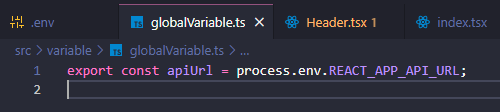 .env globalVariable.ts Header.tsx 1 index.tsx
src > variable > globalVariable.ts > ...
1 export const apiUrl = process.env.REACT_APP_API_URL;
2